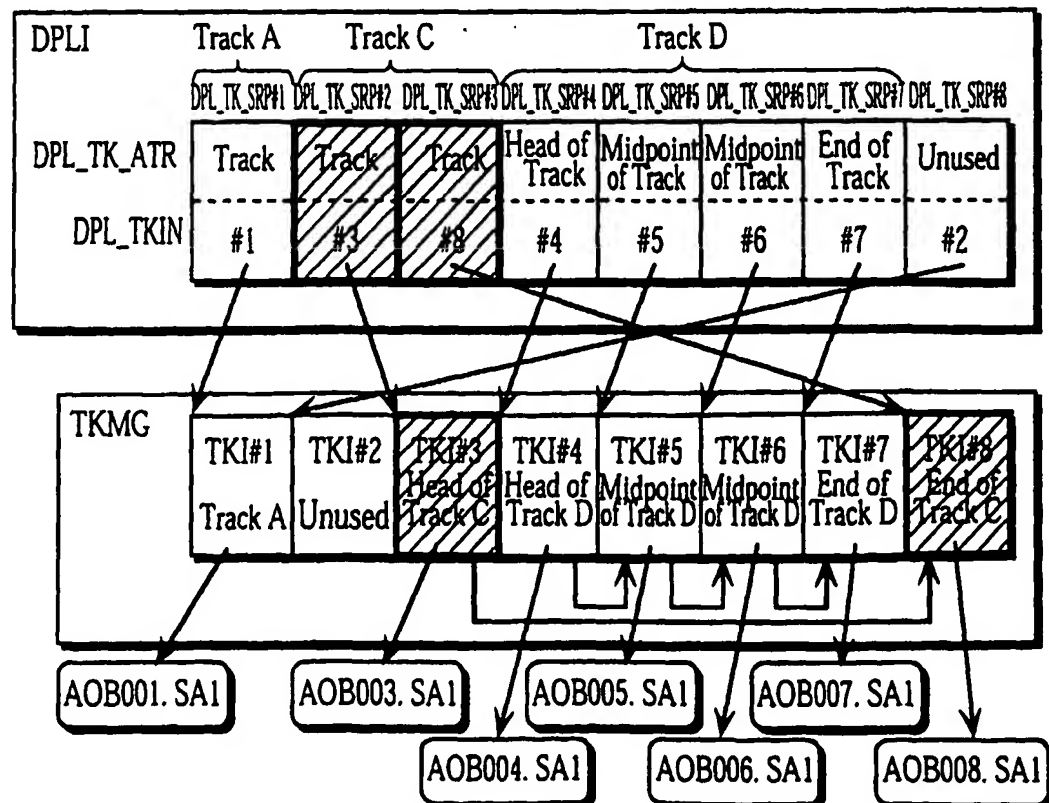 DPLI Track A Track C Track D
DPL_TK_SRP#1 DPL_TK_SRP#2 DPL_TK_SRP#3 DPL_TK_SRP#4 DPL_TK_SRP#5 DPL_TK_SRP#6 DPL_TK_SRP#7 DPL_TK_SRP#8
DPL_TK_ATR Track Track Track Head of Track Midpoint of Track Midpoint of Track End of Track Unused
DPL_TKIN #1 #3 #8 #4 #5 #6 #7 #2
TKMG
TKI#1 TKI#2 TKI#3 TKI#4 TKI#5 TKI#6 TKI#7 TKI#8
Track A Unused Head of Track C Head of Track D Midpoint of Track D Midpoint of Track D End of Track D End of Track C
AOB001. SA1 AOB003. SA1 AOB005. SA1 AOB007. SA1
AOB004. SA1 AOB006. SA1 AOB008. SA1